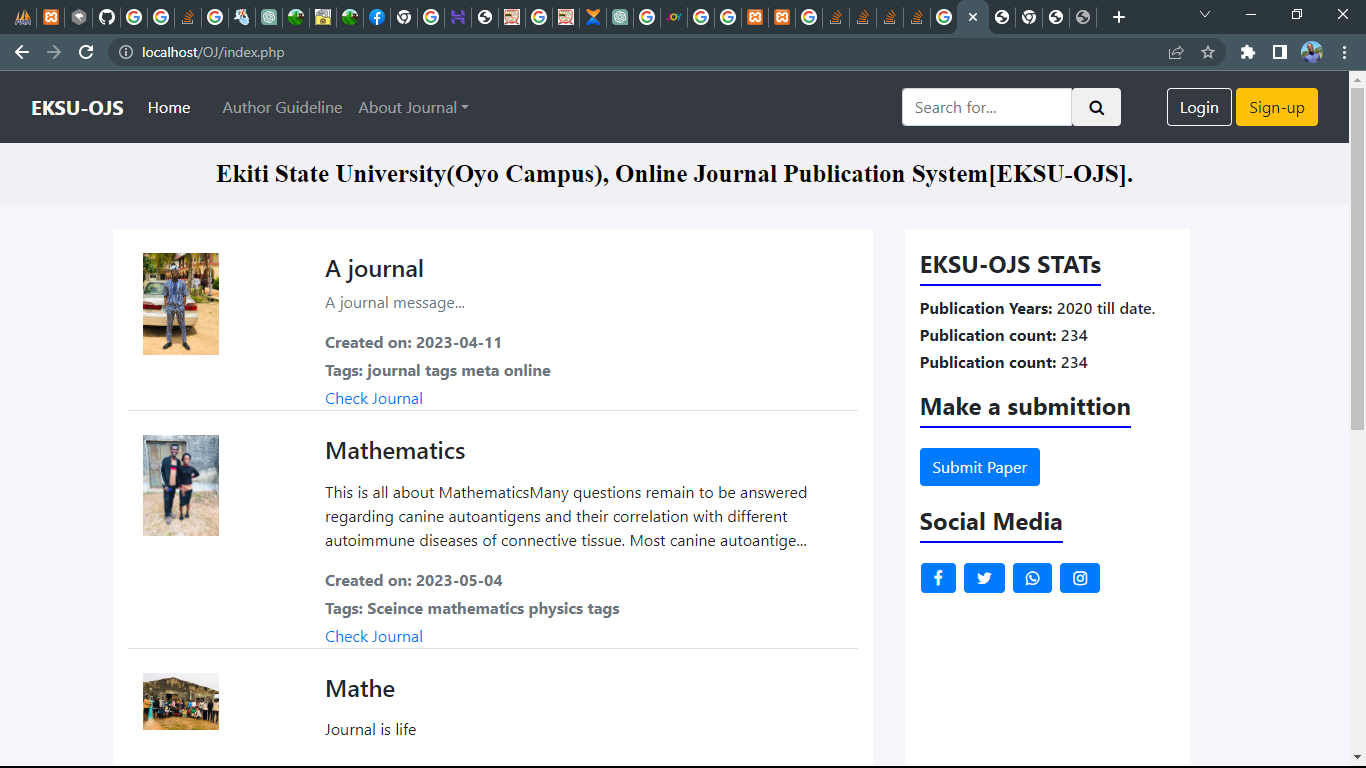 localhost/OJ/index.php
EKSU-OJS Home Author Guideline About Journal Search for... Login Sign-up
Ekiti State University(Oyo Campus), Online Journal Publication System[EKSU-OJS].
A journal
A journal message...
Created on: 2023-04-11
Tags: journal tags meta online
Check Journal
Mathematics
This is all about MathematicsMany questions remain to be answered
regarding canine autoantigens and their correlation with different
autoimmune diseases of connective tissue. Most canine autoantige...
Created on: 2023-05-04
Tags: Sceince mathematics physics tags
Check Journal
Mathe
Journal is life
EKSU-OJS STATs
Publication Years: 2020 till date.
Publication count: 234
Publication count: 234
Make a submittion
Submit Paper
Social Media